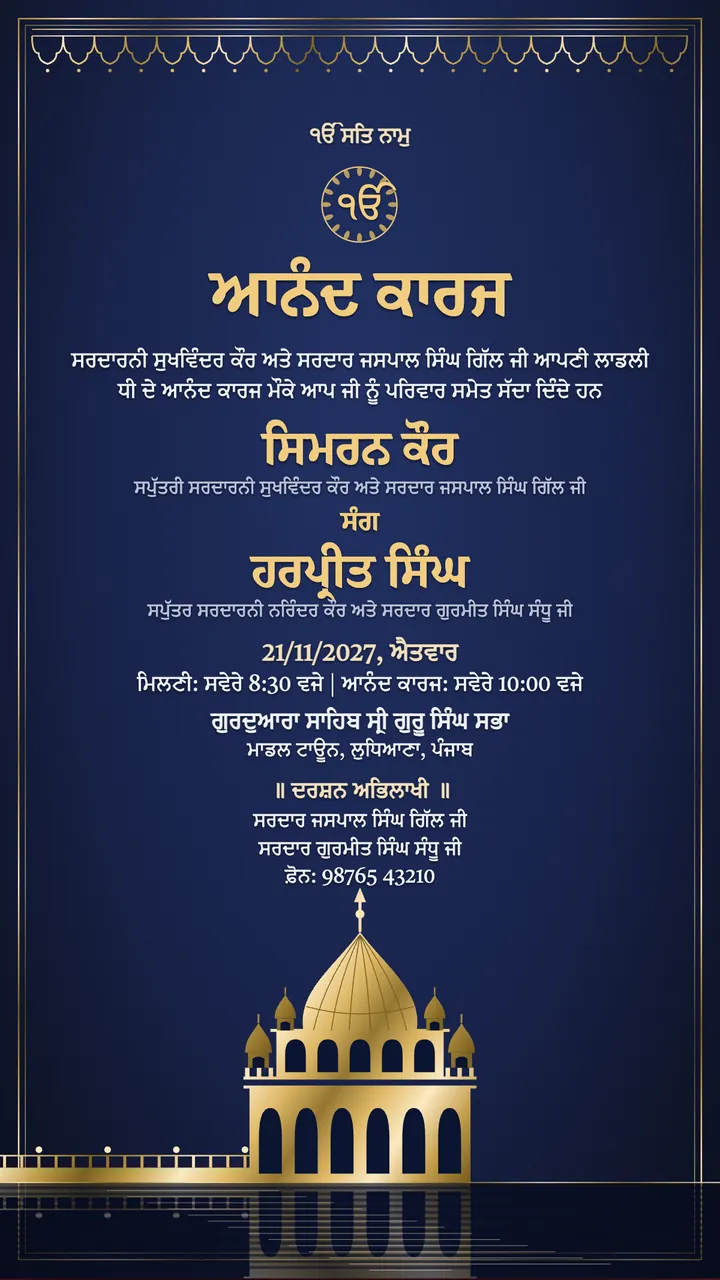 ੴ ਸਤਿ ਨਾਮੁ
ੴ
ਆਨੰਦ ਕਾਰਜ
ਸਰਦਾਰਨੀ ਸੁਖਵਿੰਦਰ ਕੌਰ ਅਤੇ ਸਰਦਾਰ ਜਸਪਾਲ ਸਿੰਘ ਗਿੱਲ ਜੀ ਆਪਣੀ ਲਾਡਲੀ
ਧੀ ਦੇ ਆਨੰਦ ਕਾਰਜ ਮੌਕੇ ਆਪ ਜੀ ਨੂੰ ਪਰਿਵਾਰ ਸਮੇਤ ਸੱਦਾ ਦਿੰਦੇ ਹਨ
ਸਿਮਰਨ ਕੌਰ
ਸਪੁੱਤਰੀ ਸਰਦਾਰਨੀ ਸੁਖਵਿੰਦਰ ਕੌਰ ਅਤੇ ਸਰਦਾਰ ਜਸਪਾਲ ਸਿੰਘ ਗਿੱਲ ਜੀ
ਸੰਗ
ਹਰਪ੍ਰੀਤ ਸਿੰਘ
ਸਪੁੱਤਰ ਸਰਦਾਰਨੀ ਨਰਿੰਦਰ ਕੌਰ ਅਤੇ ਸਰਦਾਰ ਗੁਰਮੀਤ ਸਿੰਘ ਸੰਧੂ ਜੀ
21/11/2027, ਐਤਵਾਰ
ਮਿਲਣੀ: ਸਵੇਰੇ 8:30 ਵਜੇ | ਆਨੰਦ ਕਾਰਜ: ਸਵੇਰੇ 10:00 ਵਜੇ
ਗੁਰਦੁਆਰਾ ਸਾਹਿਬ ਸ੍ਰੀ ਗੁਰੂ ਸਿੰਘ ਸਭਾ
ਮਾਡਲ ਟਾਊਨ, ਲੁਧਿਆਣਾ, ਪੰਜਾਬ
॥ ਦਰਸ਼ਨ ਅਭਿਲਾਖੀ ॥
ਸਰਦਾਰ ਜਸਪਾਲ ਸਿੰਘ ਗਿੱਲ ਜੀ
ਸਰਦਾਰ ਗੁਰਮੀਤ ਸਿੰਘ ਸੰਧੂ ਜੀ
ਫ਼ੋਨ: 98765 43210